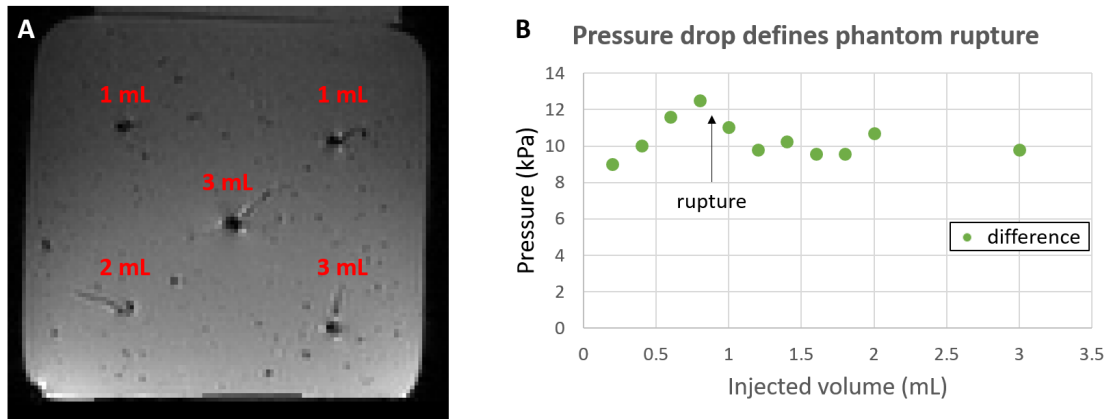 A
1 mL
1 mL
3 mL
2 mL
3 mL
B
Pressure drop defines phantom rupture
Pressure (kPa)
14
12
10
8
6
4
2
0
rupture
difference
0
0.5
1
1.5
2
2.5
3
3.5
Injected volume (mL)